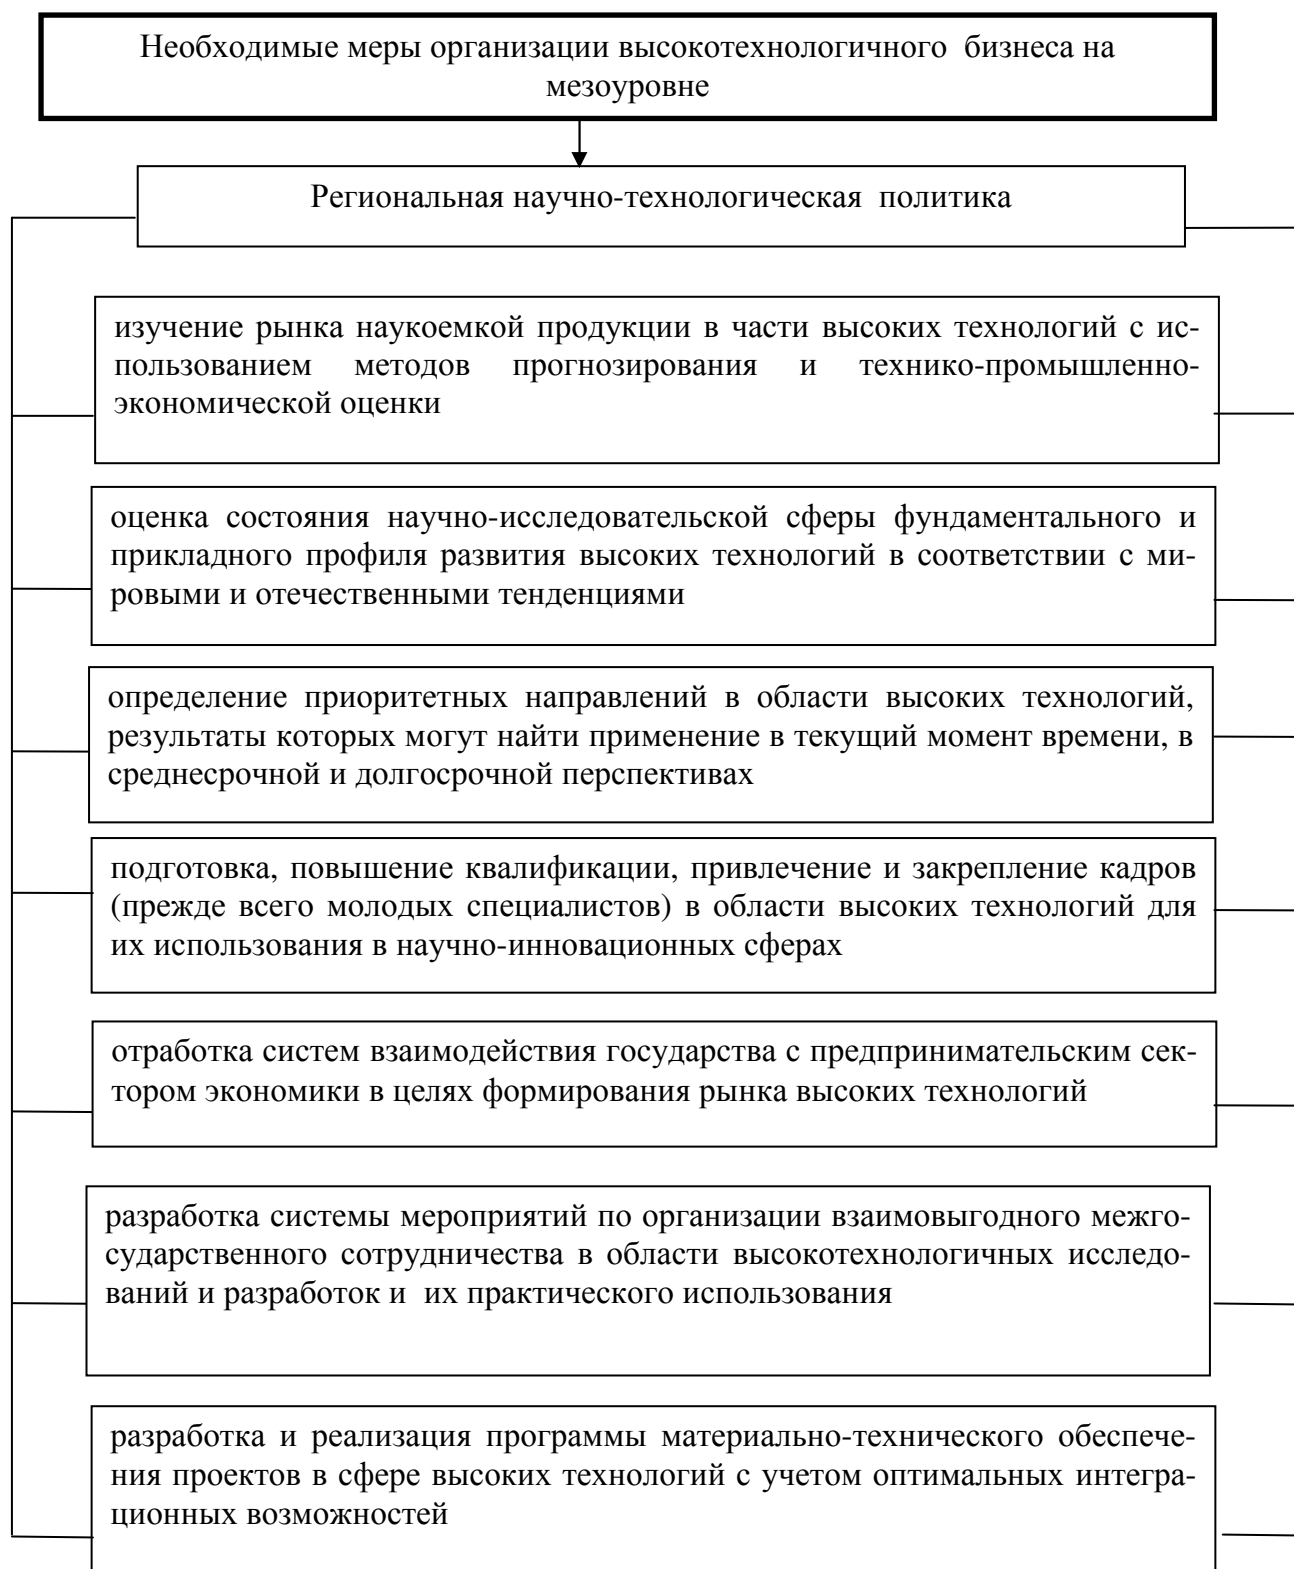 Необходимые меры организации высокотехнологичного бизнеса на
мезоуровне
Региональная научно-технологическая политика
изучение рынка наукоемкой продукции в части высоких технологий с ис-
пользованием методов прогнозирования и технико-промышленно-
экономической оценки
оценка состояния научно-исследовательской сферы фундаментального и
прикладного профиля развития высоких технологий в соответствии с ми-
ровыми и отечественными тенденциями
определение приоритетных направлений в области высоких технологий,
результаты которых могут найти применение в текущий момент времени, в
среднесрочной и долгосрочной перспективах
подготовка, повышение квалификации, привлечение и закрепление кадров
(прежде всего молодых специалистов) в области высоких технологий для
их использования в научно-инновационных сферах
отработка систем взаимодействия государства с предпринимательским сек-
тором экономики в целях формирования рынка высоких технологий
разработка системы мероприятий по организации взаимовыгодного межго-
сударственного сотрудничества в области высокотехнологичных исследо-
ваний и разработок и их практического использования
разработка и реализация программы материально-технического обеспече-
ния проектов в сфере высоких технологий с учетом оптимальных интегра-
ционных возможностей